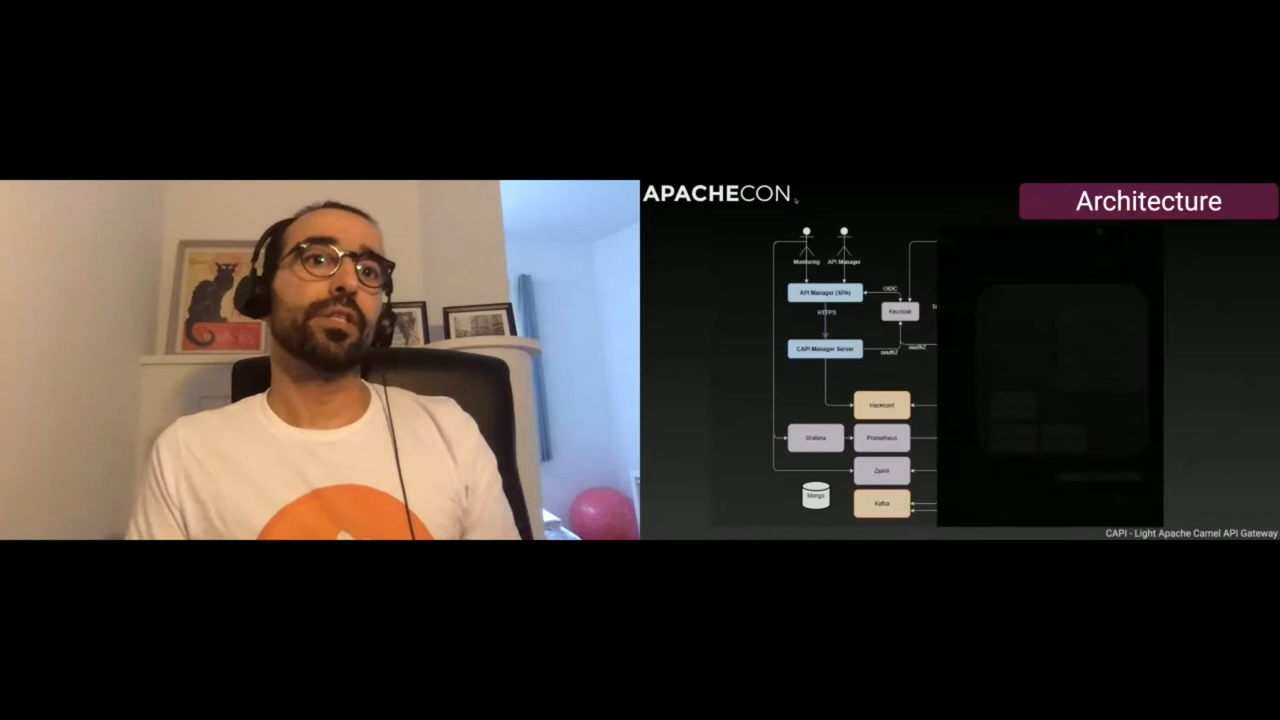 APACHECON
Architecture
Monitoring
API Manager
API Manager (SPA)
OIDC
Keycloak
HTTPS
CAPI Manager Server
oauth2
oauth2
Hazelcast
Grafana
Prometheus
Zipkin
Mongo
Kafka
CAPI - Light Apache Camel API Gateway